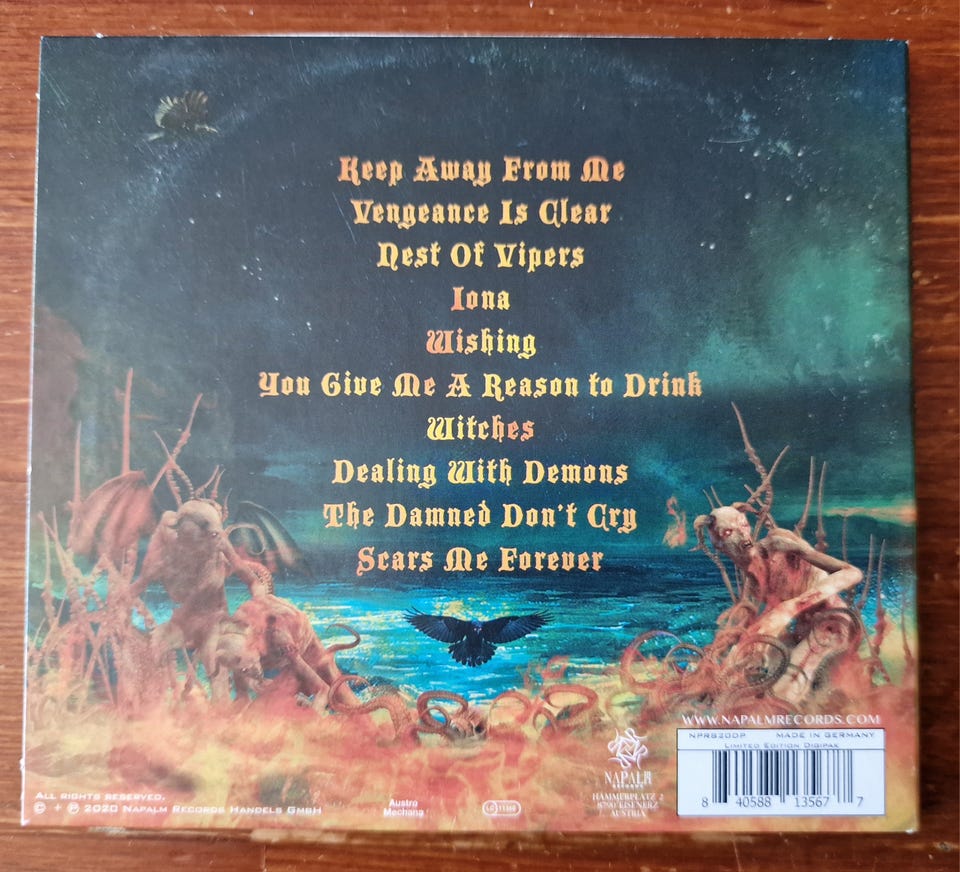 Keep Away From Me
Vengeance Is Clear
Nest Of Vipers
Iona
Wishing
You Give Me A Reason to Drink
Witches
Dealing With Demons
The Damned Don't Cry
Scars Me Forever
WWW.NAPALMRECORDS.COM
NPR820DP MADE IN GERMANY
Limited Edition Digipak
8 40588 13567 7
NAPALM
RECORDS
HAMMERPLATZ 2
8790 EISENERZ
AUSTRIA
LC 11369
Austro
Mechana
All rights reserved.
© + ℗ 2020 Napalm Records Handels GmbH